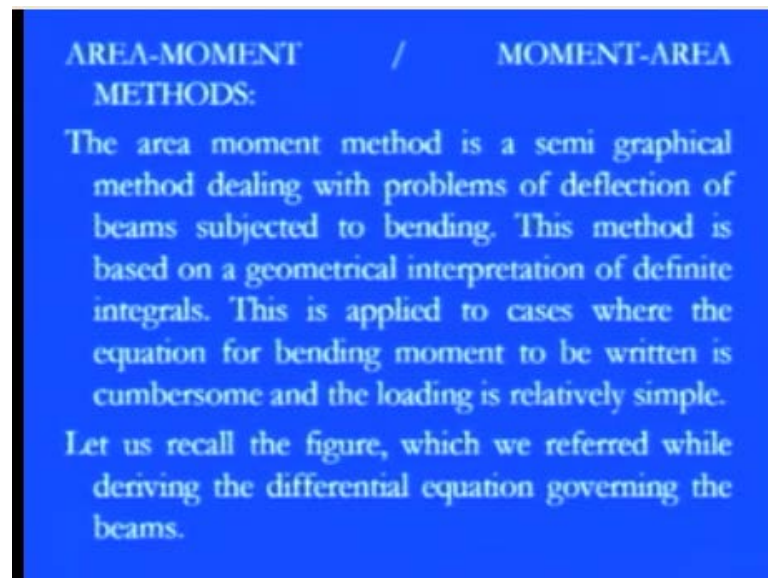 AREA-MOMENT / MOMENT-AREA
METHODS:
The area moment method is a semi graphical
method dealing with problems of deflection of
beams subjected to bending. This method is
based on a geometrical interpretation of definite
integrals. This is applied to cases where the
equation for bending moment to be written is
cumbersome and the loading is relatively simple.
Let us recall the figure, which we referred while
deriving the differential equation governing the
beams.